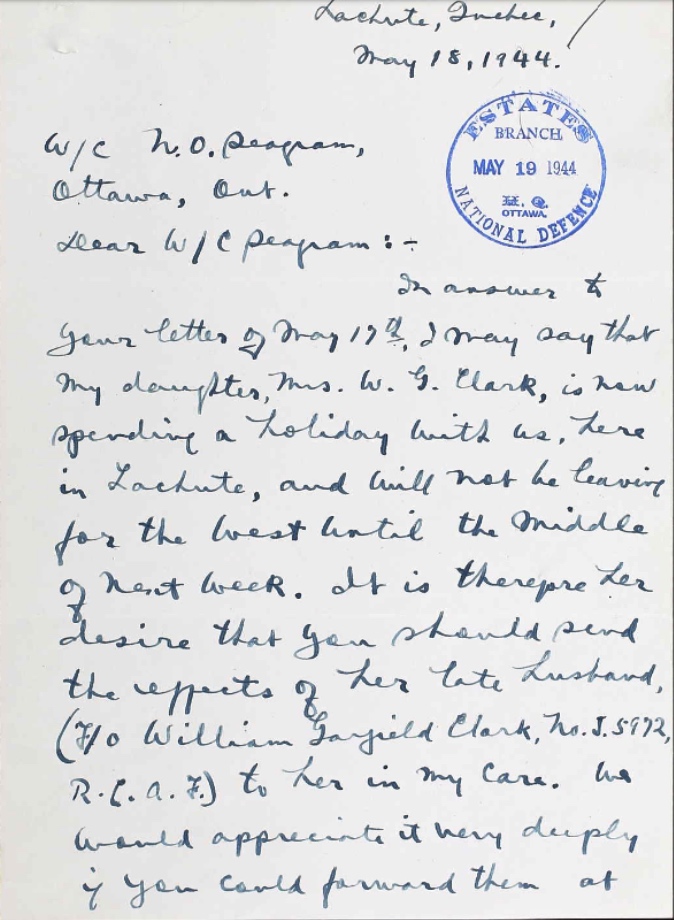 Lachute, Quebec,
May 18, 1944.
ESTATES
BRANCH
MAY 19 1944
H. Q.
OTTAWA.
NATIONAL DEFENCE
W/C N.O. Seagram,
Ottawa, Ont.
Dear W/C Seagram:-
In answer to
your letter of May 17th, I may say that
my daughter, Mrs. W. G. Clark, is now
spending a holiday with us, here
in Lachute, and will not be leaving
for the West until the middle
of next week. It is therefore her
desire that you should send
the effects of her late husband,
(F/O William Garfield Clark, No. J.5972,
R.C.A.F.) to her in my care. We
would appreciate it very deeply
if you could forward them at